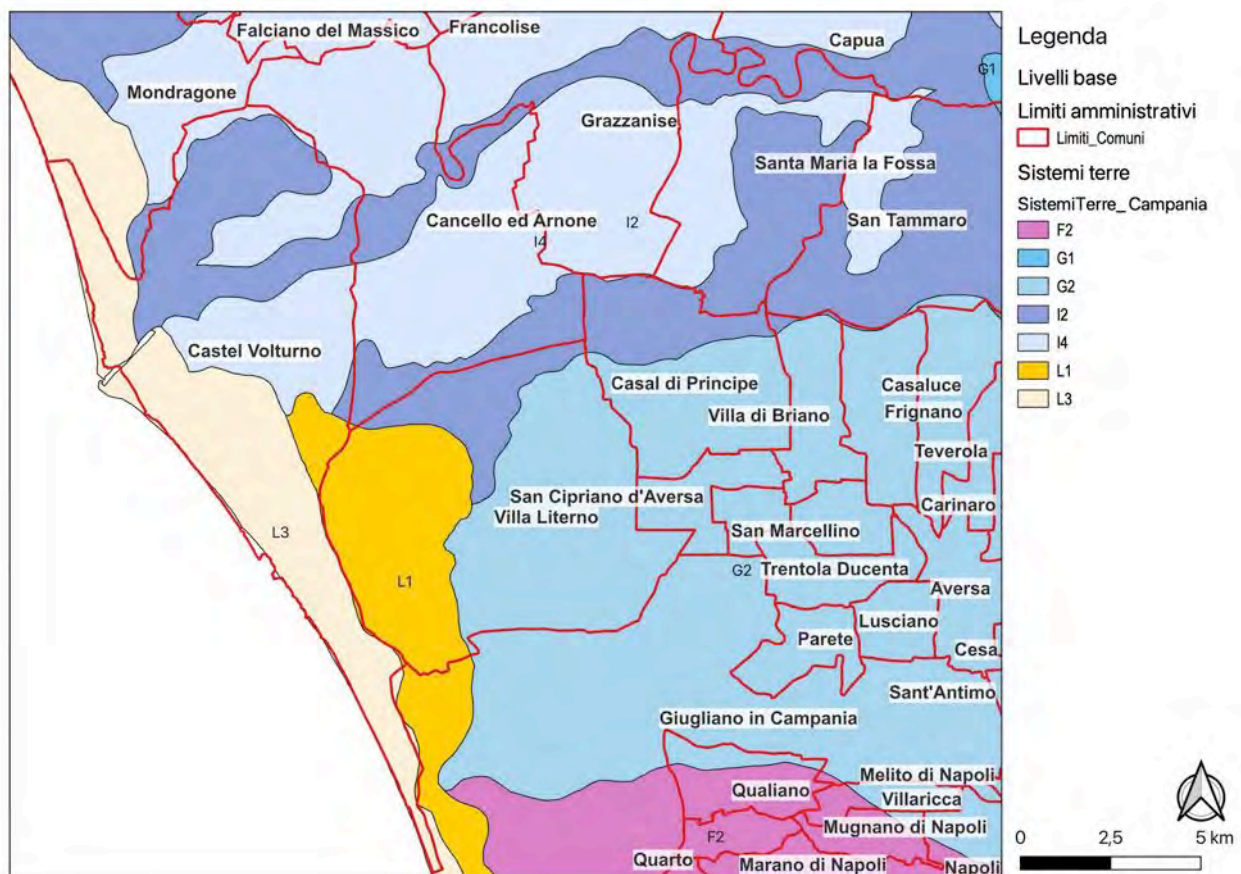 Falciano del Massico
Francolise
Capua
G1
Mondragone
Grazzanise
Santa Maria la Fossa
Cancello ed Arnone
I2
San Tammaro
I4
Castel Volturno
Casal di Principe
Casaluce
Villa di Briano
Frignano
Teverola
San Cipriano d'Aversa
Carinaro
Villa Literno
L3
San Marcellino
G2
Trentola Ducenta
L1
Aversa
Lusciano
Parete
Cesa
Sant'Antimo
Giugliano in Campania
Melito di Napoli
Qualiano
Villaricca
Mugnano di Napoli
F2
Quarto
Marano di Napoli
Napoli
Legenda
Livelli base
Limiti amministrativi
Limiti_Comuni
Sistemi terre
SistemiTerre_Campania
F2
G1
G2
I2
I4
L1
L3
0 2,5 5 km